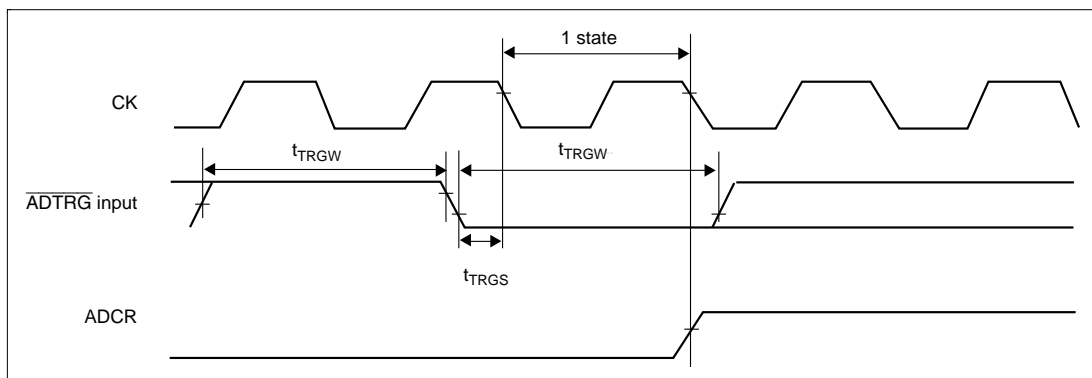 1 state
CK
tTRGW
tTRGW
ADTRG input
tTRGS
ADCR